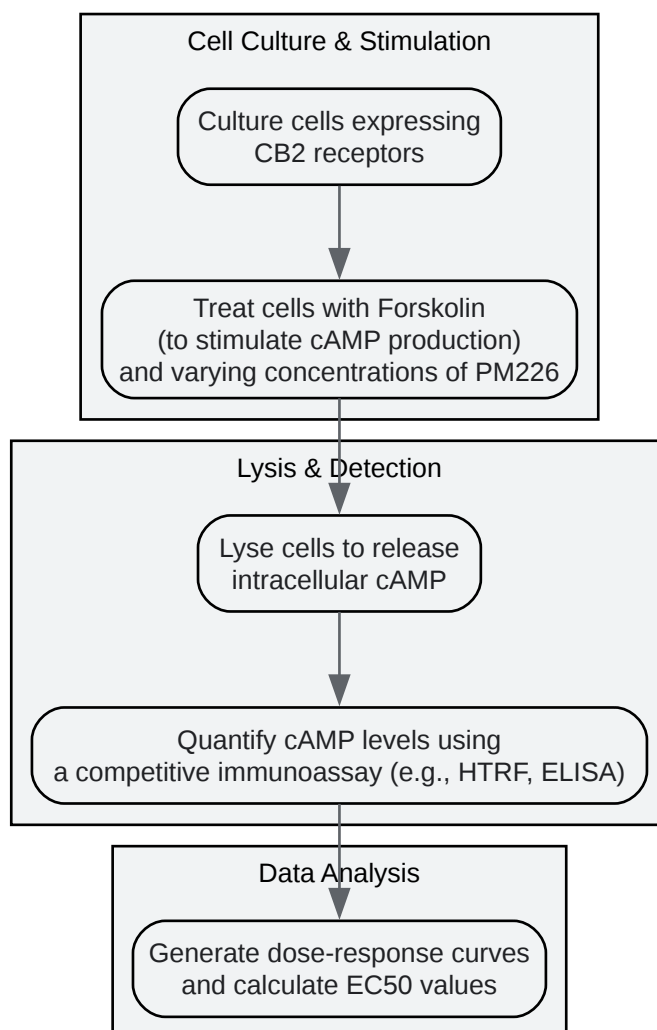 Cell Culture & Stimulation
Culture cells expressing
CB2 receptors
Treat cells with Forskolin
(to stimulate cAMP production)
and varying concentrations of PM226
Lysis & Detection
Lyse cells to release
intracellular cAMP
Quantify cAMP levels using
a competitive immunoassay (e.g., HTRF, ELISA)
Data Analysis
Generate dose-response curves
and calculate EC50 values